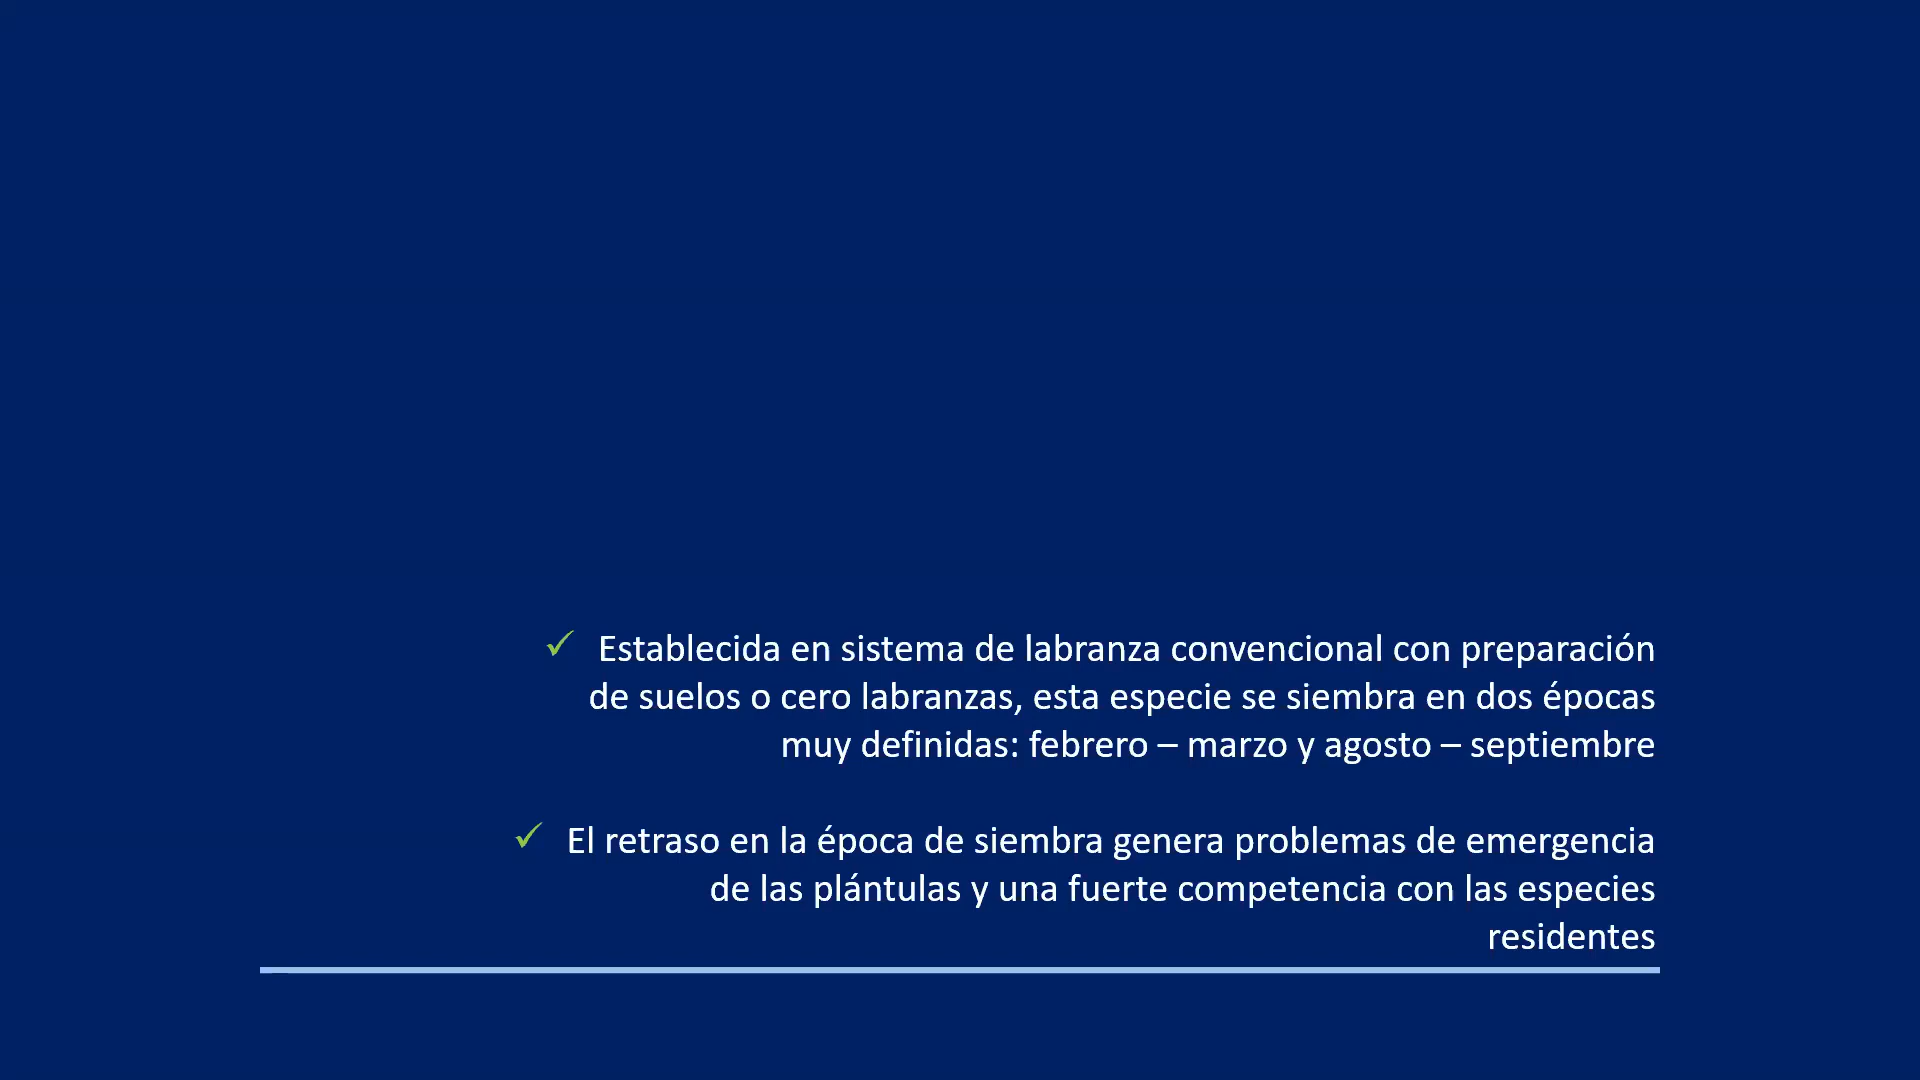 ✓ Establecida en sistema de labranza convencional con preparación
de suelos o cero labranzas, esta especie se siembra en dos épocas
muy definidas: febrero – marzo y agosto – septiembre
✓ El retraso en la época de siembra genera problemas de emergencia
de las plántulas y una fuerte competencia con las especies
residentes